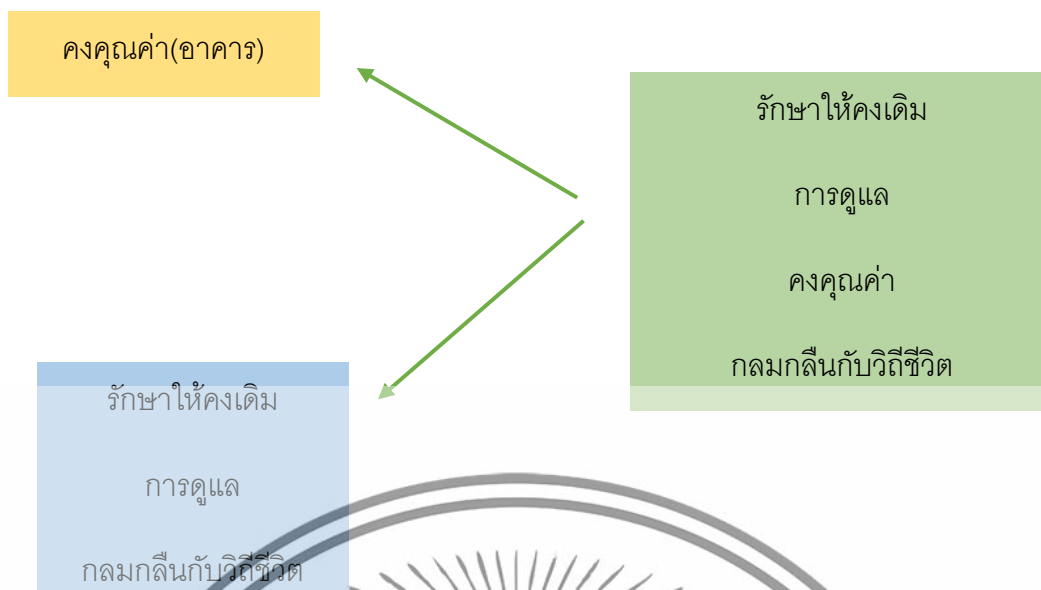 คงคุณค่า(อาคาร)
รักษาให้คงเดิม
การดูแล
คงคุณค่า
กลมกลืนกับวิถีชีวิต
รักษาให้คงเดิม
การดูแล
กลมกลืนกับวิถีชีวิต